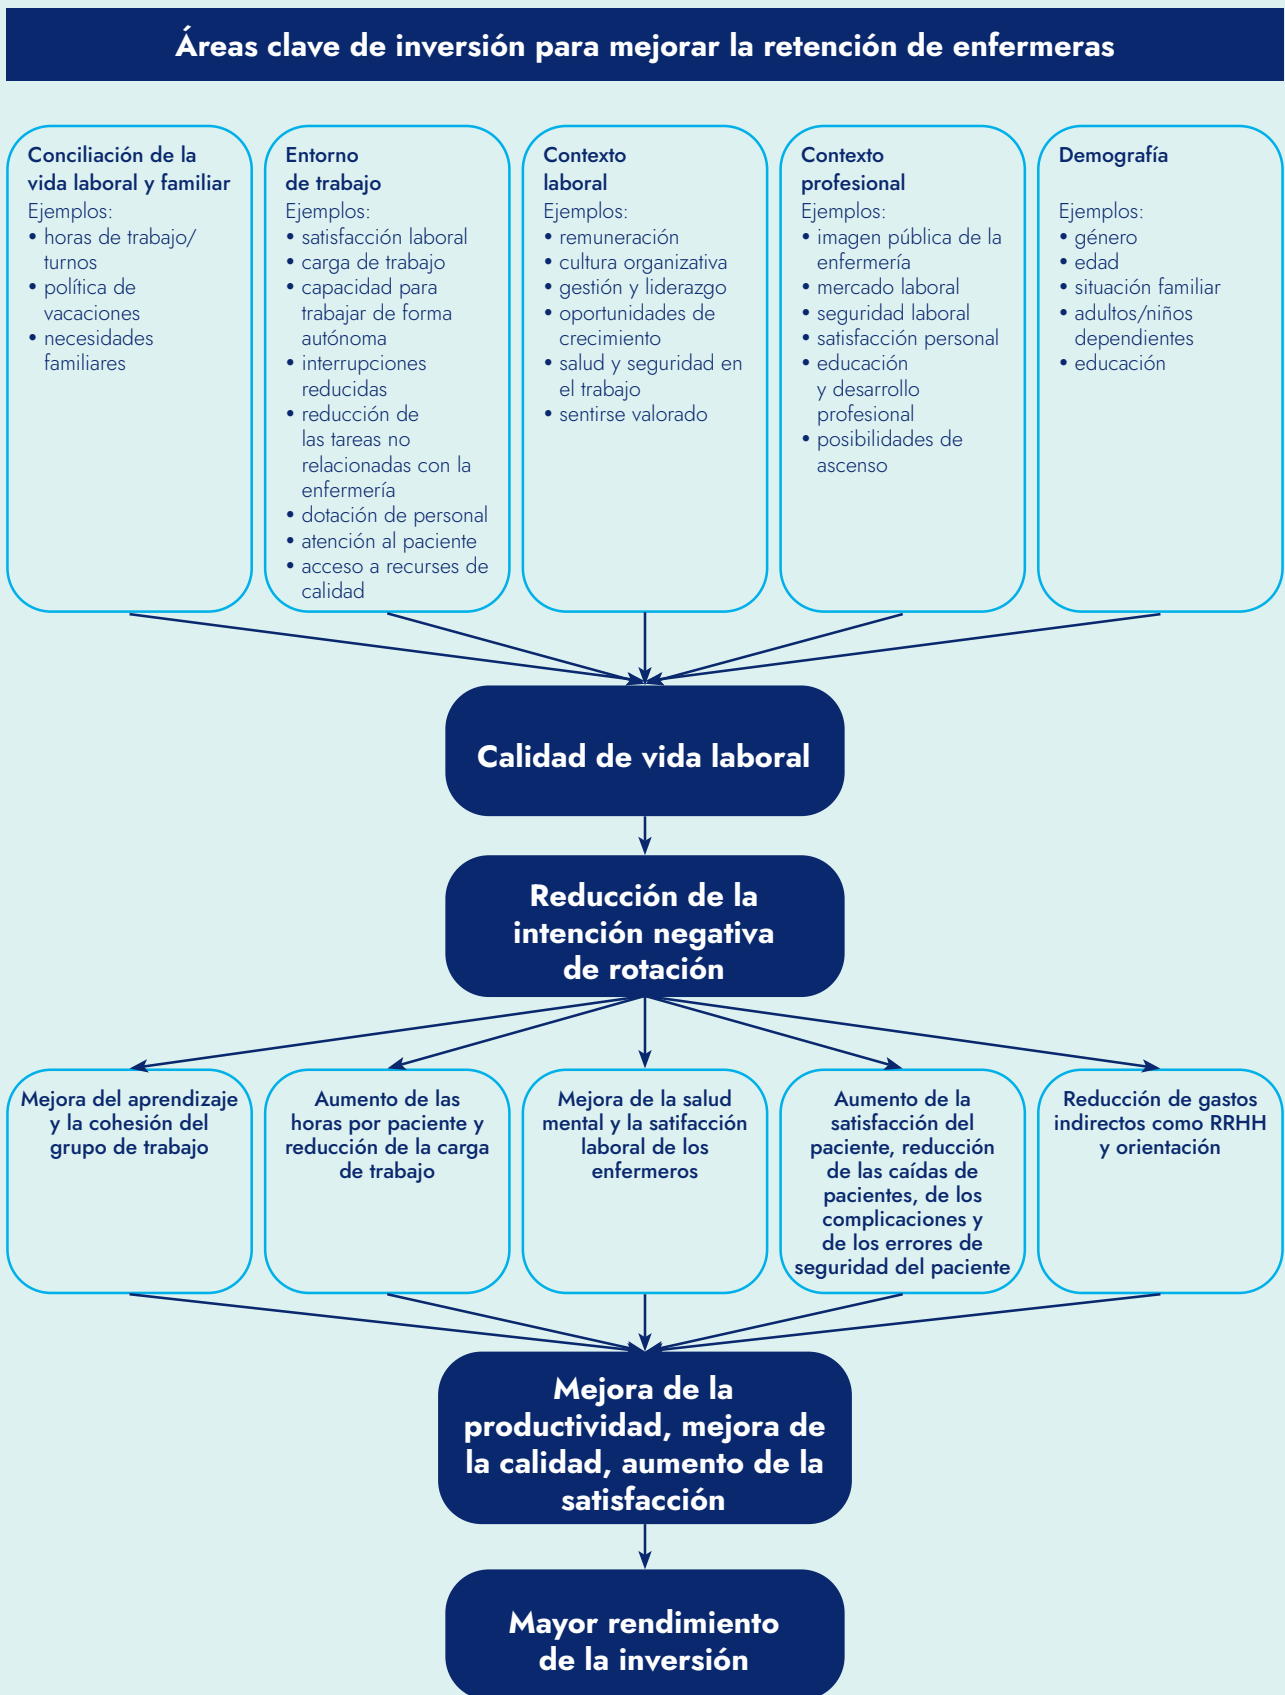 Áreas clave de inversión para mejorar la retención de enfermeras
Conciliación de la
vida laboral y familiar
Ejemplos:
• horas de trabajo/
turnos
• política de
vacaciones
• necesidades
familiares
Entorno
de trabajo
Ejemplos:
• satisfacción laboral
• carga de trabajo
• capacidad para
trabajar de forma
autónoma
• interrupciones
reducidas
• reducción de
las tareas no
relacionadas con la
enfermería
• dotación de personal
• atención al paciente
• acceso a recurses de
calidad
Contexto
laboral
Ejemplos:
• remuneración
• cultura organizativa
• gestión y liderazgo
• oportunidades de
crecimiento
• salud y seguridad en
el trabajo
• sentirse valorado
Contexto
profesional
Ejemplos:
• imagen pública de la
enfermería
• mercado laboral
• seguridad laboral
• satisfacción personal
• educación
y desarrollo
profesional
• posibilidades de
ascenso
Demografía
Ejemplos:
• género
• edad
• situación familiar
• adultos/niños
dependientes
• educación
Calidad de vida laboral
Reducción de la
intención negativa
de rotación
Mejora del aprendizaje
y la cohesión del
grupo de trabajo
Aumento de las
horas por paciente y
reducción de la carga
de trabajo
Mejora de la salud
mental y la satifacción
laboral de los
enfermeros
Aumento de la
satisfacción del
paciente, reducción
de las caídas de
pacientes, de los
complicaciones y
de los errores de
seguridad del paciente
Reducción de gastos
indirectos como RRHH
y orientación
Mejora de la
productividad, mejora de
la calidad, aumento de la
satisfacción
Mayor rendimiento
de la inversión